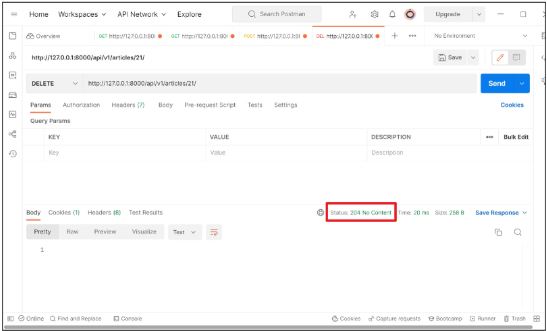 Home Workspaces API Network Explore Search Postman Upgrade
Overview GET http://127.0.0.1:80 GET http://127.0.0.1:80 POST http://127.0.0.1:80 DEL http://127.0.0.1:80 + No Environment
http://127.0.0.1:8000/api/v1/articles/21/ Save
DELETE http://127.0.0.1:8000/api/v1/articles/21/ Send
Params Authorization Headers (7) Body Pre-request Script Tests Settings Cookies
Query Params
KEY VALUE DESCRIPTION Bulk Edit
Key Value Description
Body Cookies (1) Headers (8) Test Results Status: 204 No Content Time: 20 ms Size: 256 B Save Response
Pretty Raw Preview Visualize Text
1
Online Find and Replace Console Cookies Capture requests Bootcamp Runner Trash